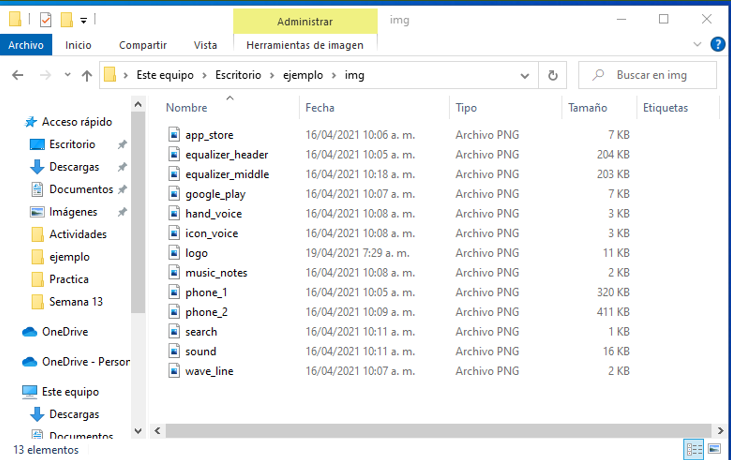 Administrar
img
Archivo Inicio Compartir Vista Herramientas de imagen
Este equipo Escritorio ejemplo img
Buscar en img
Nombre Fecha Tipo Tamaño Etiquetas
Acceso rápido
Escritorio
Descargas
Documentos
Imágenes
Actividades
ejemplo
Practica
Semana 13
OneDrive
OneDrive - Person
Este equipo
Descargas
Documentos
app_store 16/04/2021 10:06 a. m. Archivo PNG 7 KB
equalizer_header 16/04/2021 10:05 a. m. Archivo PNG 204 KB
equalizer_middle 16/04/2021 10:18 a. m. Archivo PNG 203 KB
google_play 16/04/2021 10:07 a. m. Archivo PNG 7 KB
hand_voice 16/04/2021 10:08 a. m. Archivo PNG 3 KB
icon_voice 16/04/2021 10:08 a. m. Archivo PNG 3 KB
logo 19/04/2021 7:29 a. m. Archivo PNG 11 KB
music_notes 16/04/2021 10:08 a. m. Archivo PNG 2 KB
phone_1 16/04/2021 10:05 a. m. Archivo PNG 320 KB
phone_2 16/04/2021 10:09 a. m. Archivo PNG 411 KB
search 16/04/2021 10:11 a. m. Archivo PNG 1 KB
sound 16/04/2021 10:11 a. m. Archivo PNG 16 KB
wave_line 16/04/2021 10:07 a. m. Archivo PNG 2 KB
13 elementos